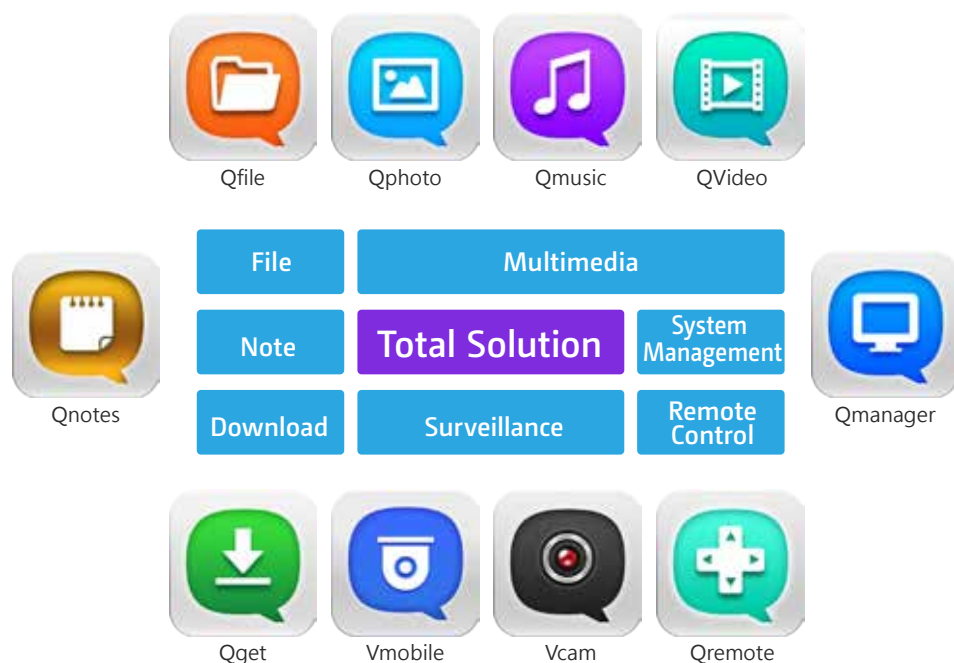 Qfile
Qphoto
Qmusic
QVideo
File
Multimedia
Qnotes
Note
Total Solution
System
Management
Qmanager
Download
Surveillance
Remote
Control
Qget
Vmobile
Vcam
Qremote